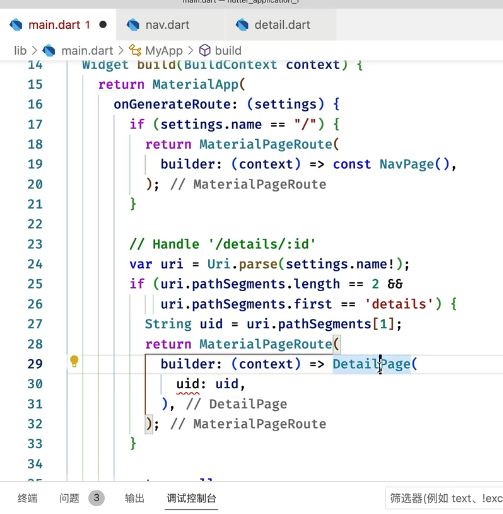 main.dart — flutter_application_1
main.dart 1
nav.dart
detail.dart
lib > main.dart > MyApp > build
14 Widget build(BuildContext context) {
15 return MaterialApp(
16 onGenerateRoute: (settings) {
17 if (settings.name == "/") {
18 return MaterialPageRoute(
19 builder: (context) => const NavPage(),
20 ); // MaterialPageRoute
21 }
22
23 // Handle '/details/:id'
24 var uri = Uri.parse(settings.name!);
25 if (uri.pathSegments.length == 2 &&
26 uri.pathSegments.first == 'details') {
27 String uid = uri.pathSegments[1];
28 return MaterialPageRoute(
29 builder: (context) => DetailPage(
30 uid: uid,
31 ), // DetailPage
32 ); // MaterialPageRoute
33 }
34
终端 问题 3 输出 调试控制台 筛选器(例如 text、!exc